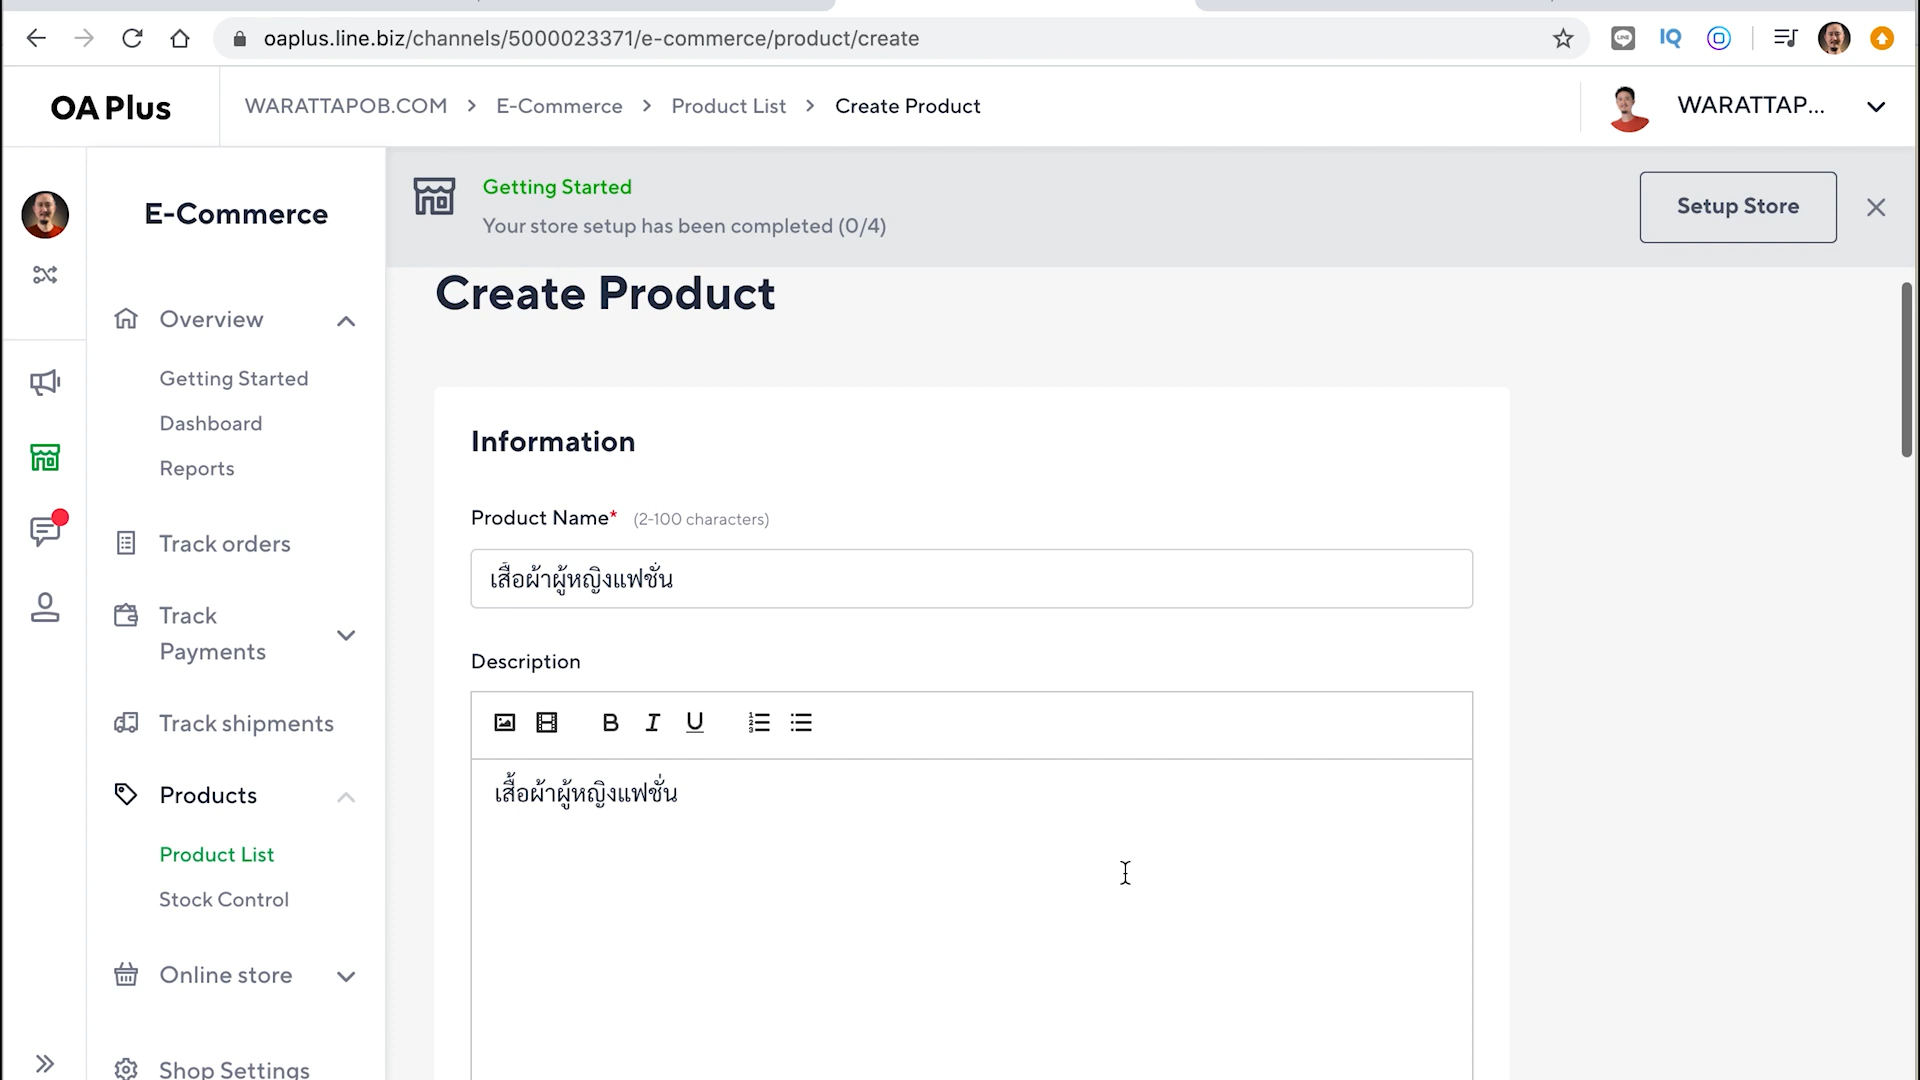 oaplus.line.biz/channels/5000023371/e-commerce/product/create
IQ
OA Plus
WARATTAPOB.COM > E-Commerce > Product List > Create Product
WARATTAP...
E-Commerce
Getting Started
Your store setup has been completed (0/4)
Setup Store
Overview
Getting Started
Dashboard
Reports
Track orders
Track
Payments
Track shipments
Products
Product List
Stock Control
Online store
Shop Settings
Create Product
Information
Product Name* (2-100 characters)
เสื้อผ้าผู้หญิงแฟชั่น
Description
B I U
เสื้อผ้าผู้หญิงแฟชั่น